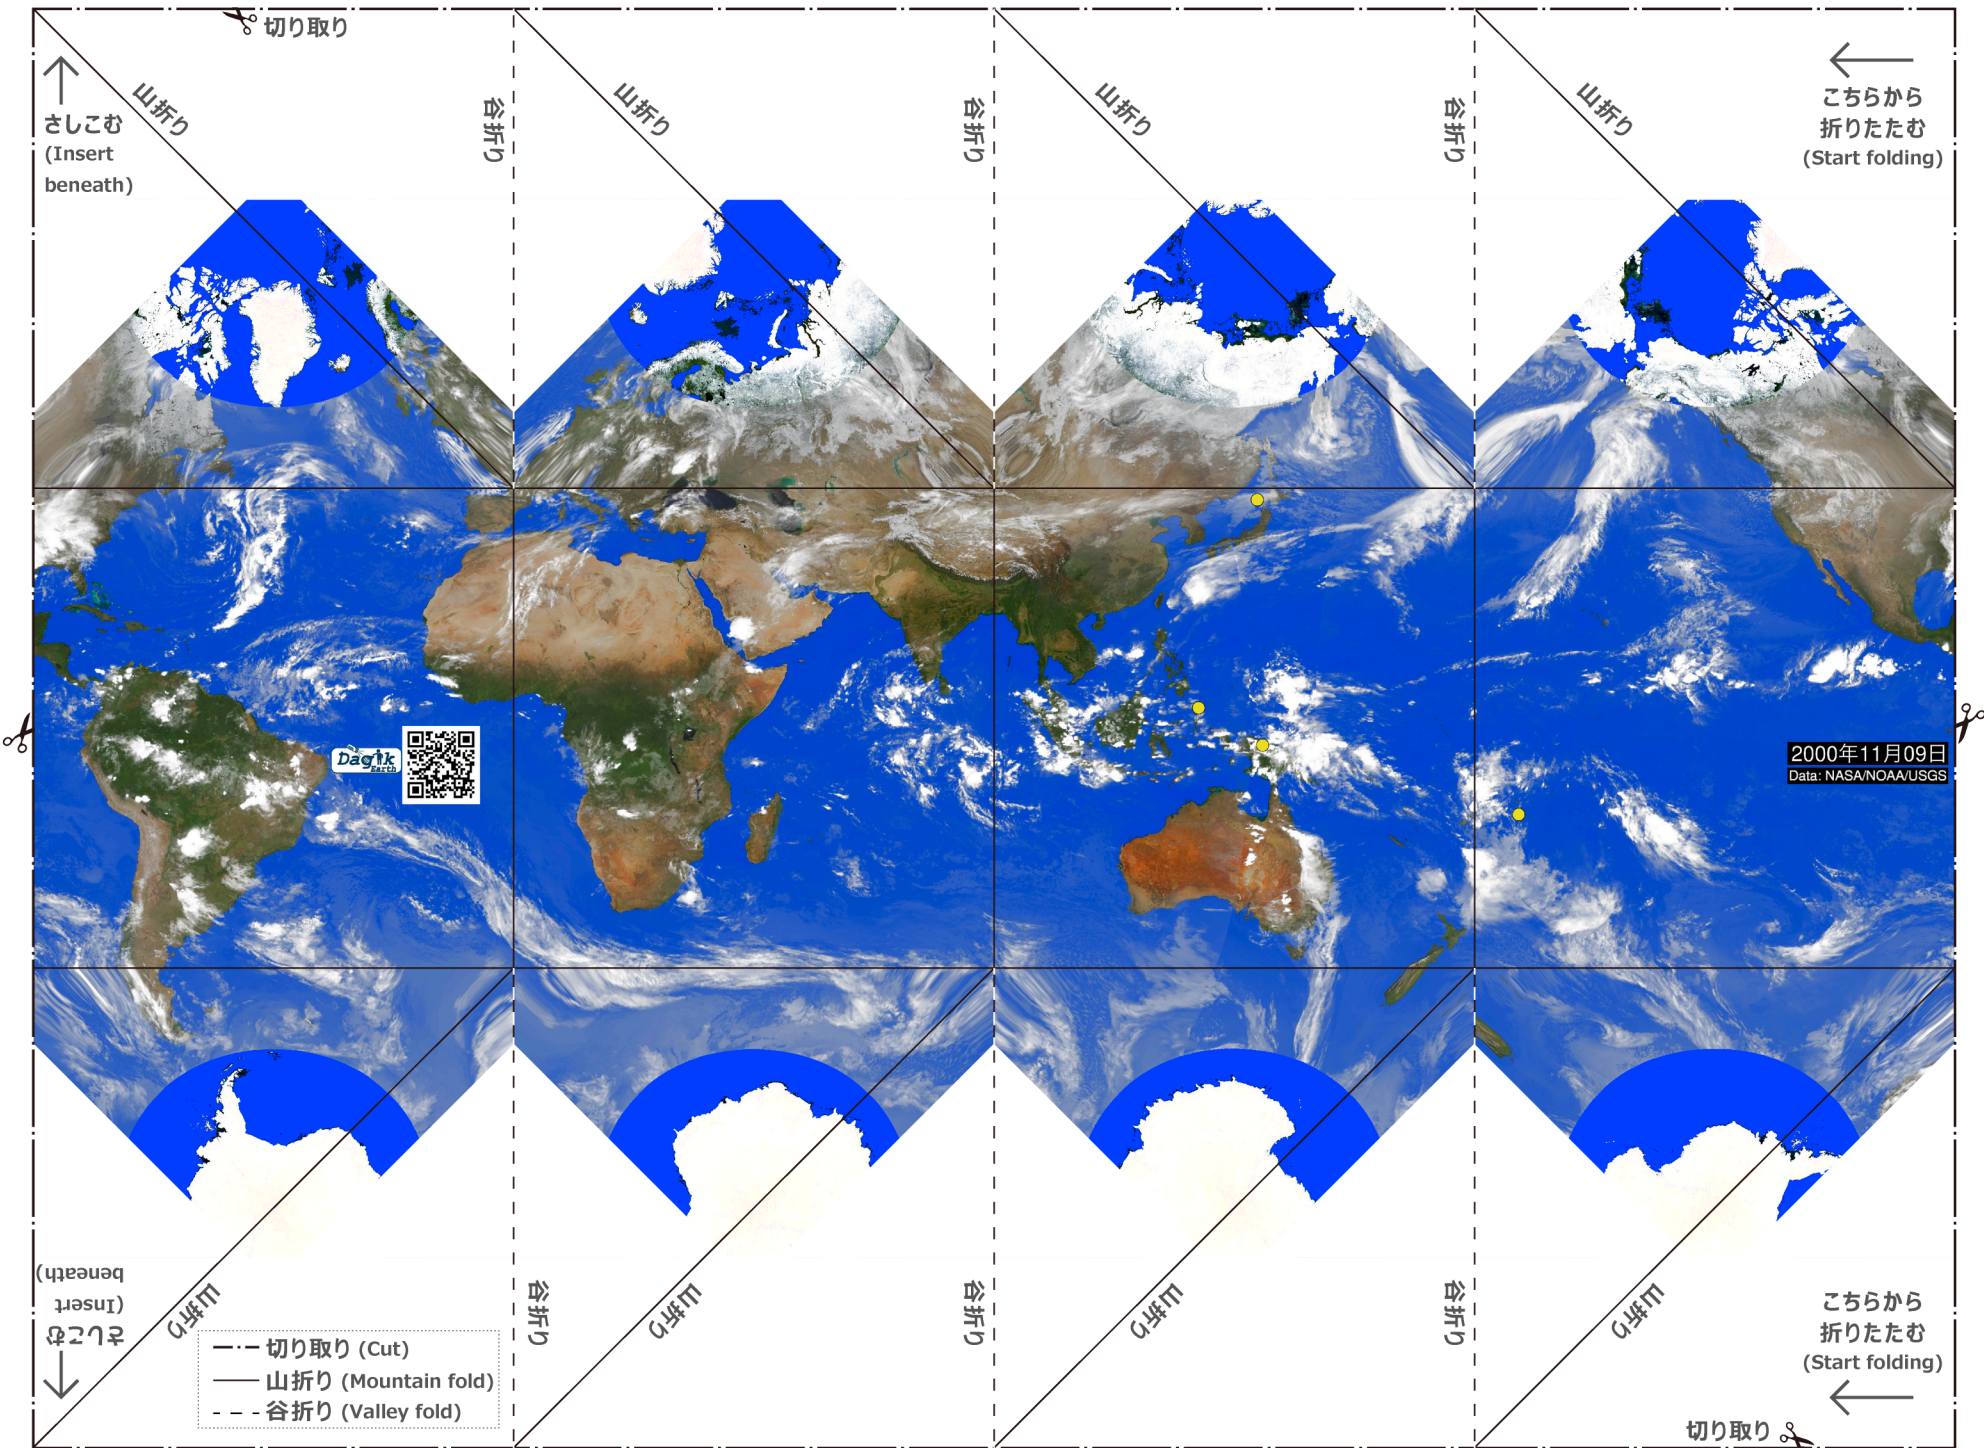 切り取り
さしこむ
(Insert
beneath)
山折り
谷折り
山折り
谷折り
山折り
谷折り
山折り
こちらから
折りたたむ
(Start folding)
Dagik
Earth
2000年11月09日
Data: NASA/NOAA/USGS
さしこむ
(Insert
beneath)
山折り
谷折り
山折り
谷折り
山折り
谷折り
山折り
こちらから
折りたたむ
(Start folding)
切り取り (Cut)
山折り (Mountain fold)
谷折り (Valley fold)
切り取り